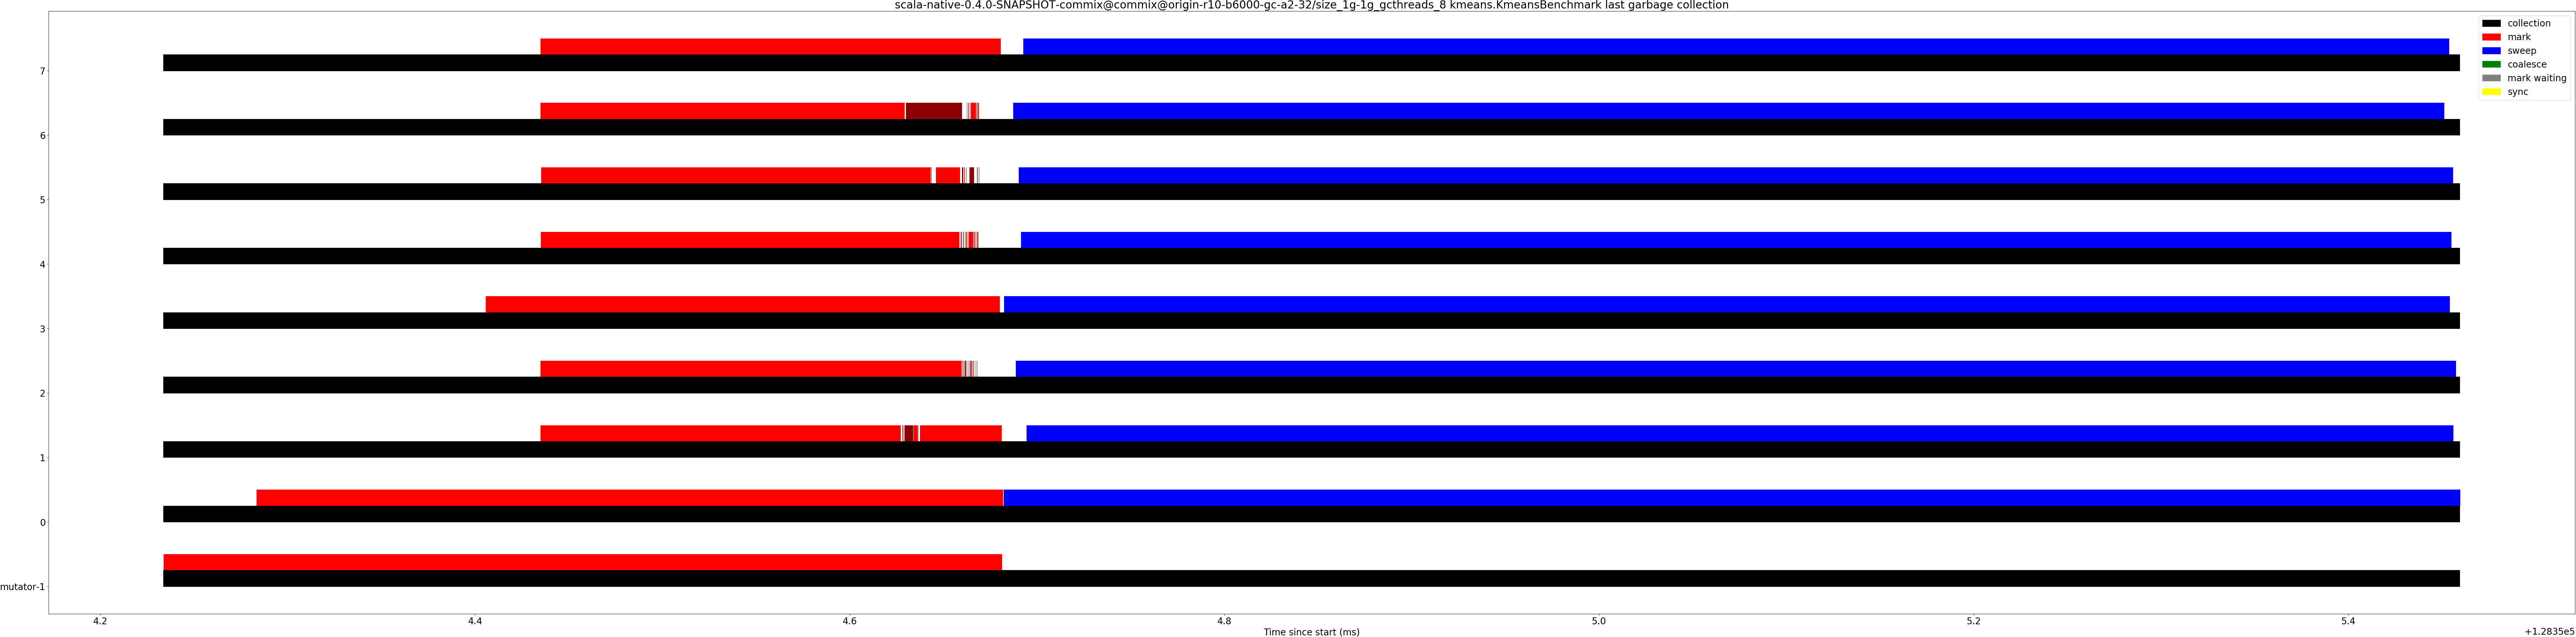 scala-native-0.4.0-SNAPSHOT-commix@commix@origin-r10-b6000-gc-a2-32/size_1g-1g_gcthreads_8 kmeans.KmeansBenchmark last garbage collection
collection
mark
sweep
coalesce
mark waiting
sync
7
6
5
4
3
2
1
0
mutator-1
4.2 4.4 4.6 4.8 5.0 5.2 5.4
Time since start (ms)
+1.2835e5